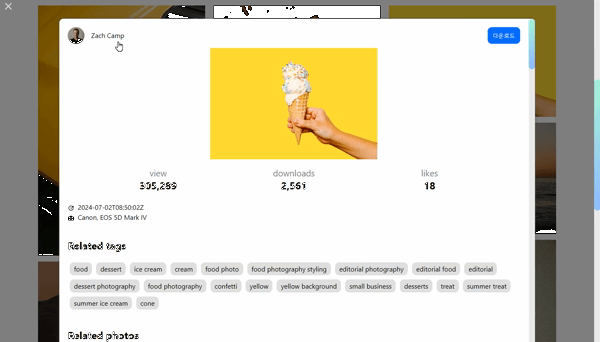 Zach Camp
다운로드
view
downloads
likes
305,289
2,561
18
2024-07-02T08:50:02Z
Canon, EOS 5D Mark IV
Related tags
food dessert ice cream cream food photo food photography styling editorial photography editorial food editorial
dessert photography food photography confetti yellow yellow background small business desserts treat summer treat
summer ice cream cone
Related photos